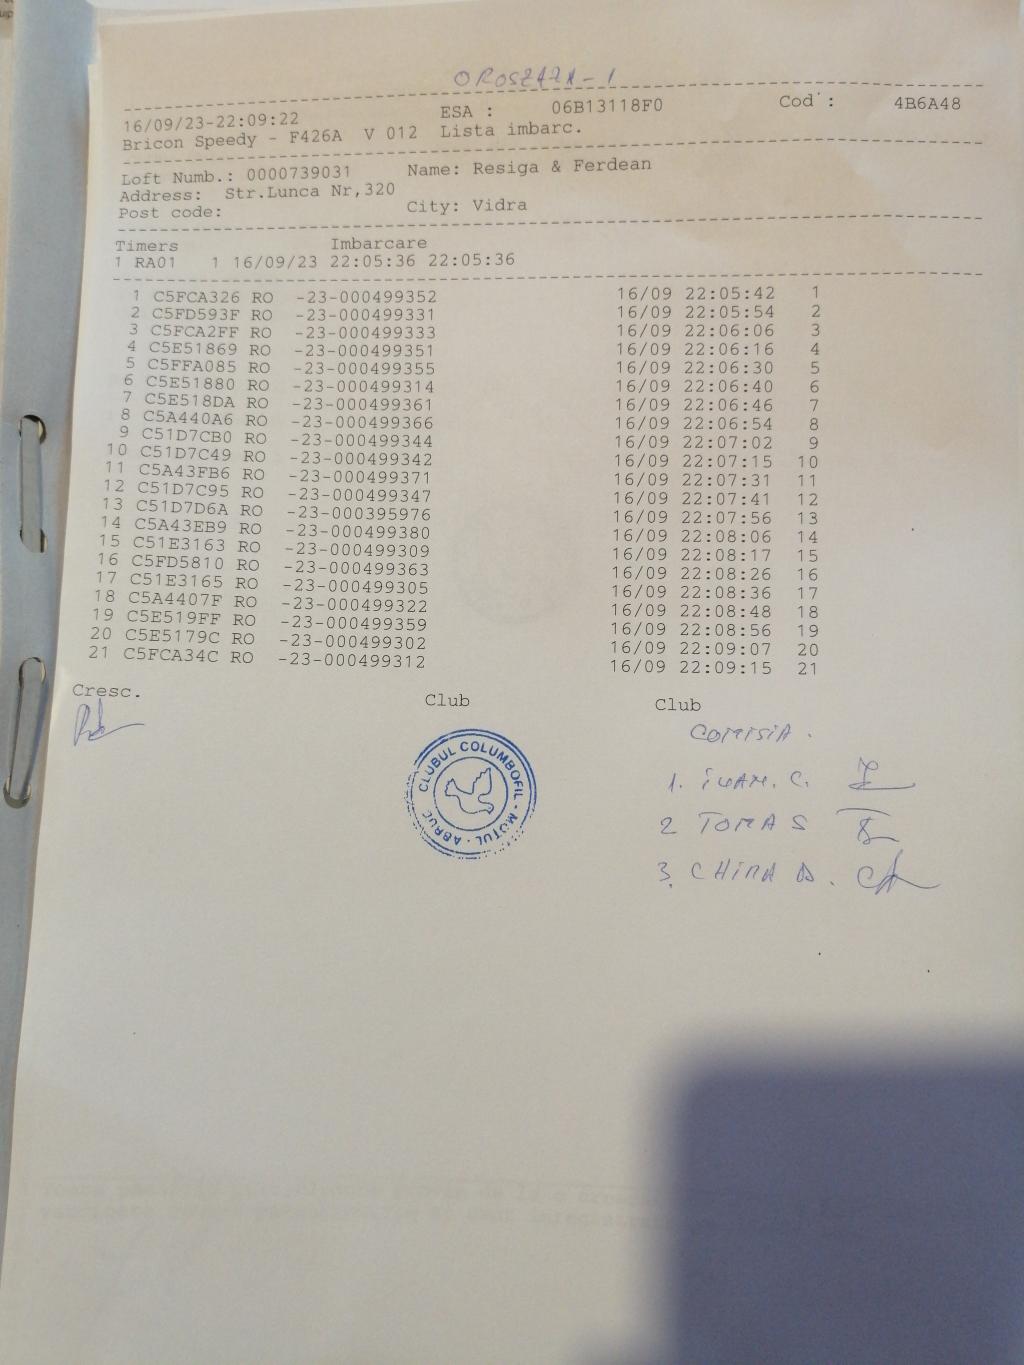 OROSZAZA-1
16/09/23-22:09:22 ESA : 06B13118F0 Cod : 4B6A48
Bricon Speedy - F426A V 012 Lista imbarc.
Loft Numb.: 0000739031 Name: Resiga & Ferdean
Address: Str.Lunca Nr,320
Post code: City: Vidra
Timers Imbarcare
1 RA01 1 16/09/23 22:05:36 22:05:36
1 C5FCA326 RO -23-000499352 16/09 22:05:42 1
2 C5FD593F RO -23-000499331 16/09 22:05:54 2
3 C5FCA2FF RO -23-000499333 16/09 22:06:06 3
4 C5E51869 RO -23-000499351 16/09 22:06:16 4
5 C5FFA085 RO -23-000499355 16/09 22:06:30 5
6 C5E51880 RO -23-000499314 16/09 22:06:40 6
7 C5E518DA RO -23-000499361 16/09 22:06:46 7
8 C5A440A6 RO -23-000499366 16/09 22:06:54 8
9 C51D7CB0 RO -23-000499344 16/09 22:07:02 9
10 C51D7C49 RO -23-000499342 16/09 22:07:15 10
11 C5A43FB6 RO -23-000499371 16/09 22:07:31 11
12 C51D7C95 RO -23-000499347 16/09 22:07:41 12
13 C51D7D6A RO -23-000395976 16/09 22:07:56 13
14 C5A43EB9 RO -23-000499380 16/09 22:08:06 14
15 C51E3163 RO -23-000499309 16/09 22:08:17 15
16 C5FD5810 RO -23-000499363 16/09 22:08:26 16
17 C51E3165 RO -23-000499305 16/09 22:08:36 17
18 C5A4407F RO -23-000499322 16/09 22:08:48 18
19 C5E519FF RO -23-000499359 16/09 22:08:56 19
20 C5E5179C RO -23-000499302 16/09 22:09:07 20
21 C5FCA34C RO -23-000499312 16/09 22:09:15 21
Cresc. Club Club
COMISIA.
CLUBUL COLUMBOFIL - MOTUL - ABRUD
1. IUAN. C.
2 TOMA S
3. CHIRA D.